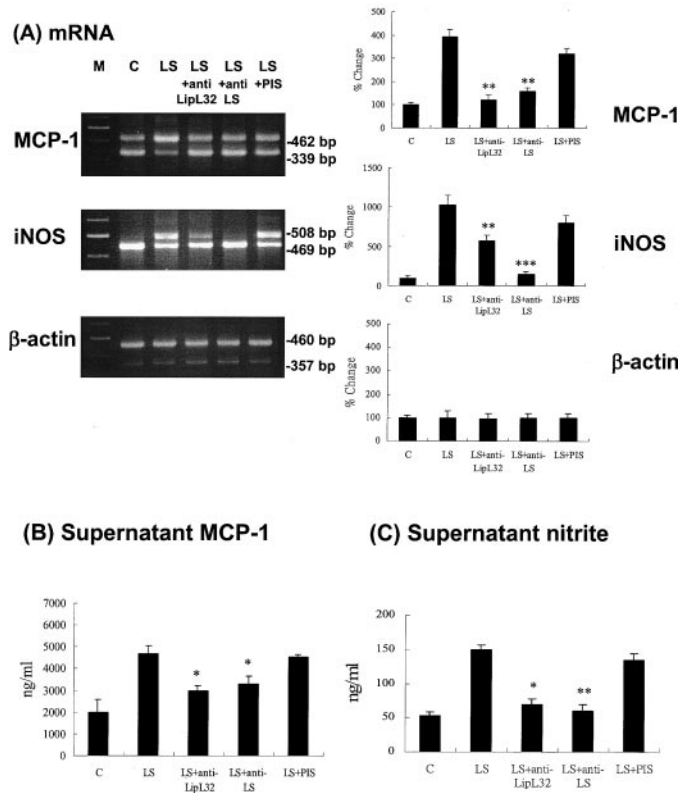 (A) mRNA
M C LS LS LS LS
+anti +anti +PIS
LipL32 LS
MCP-1
-462 bp
-339 bp
iNOS
-508 bp
-469 bp
β-actin
-460 bp
-357 bp
% Change
500
400
300
200
100
0
** **
C LS LS+anti- LS+anti- LS+PIS
LipL32 LS
MCP-1
% Change
1500
1000
500
0
** ***
C LS LS+anti- LS+anti- LS+PIS
LipL32 LS
iNOS
% Change
500
400
300
200
100
0
C LS LS+anti- LS+anti- LS+PIS
LipL32 LS
β-actin
(B) Supernatant MCP-1
ng/ml
7000
6000
5000
4000
3000
2000
1000
0
* *
C LS LS+anti- LS+anti- LS+PIS
LipL32 LS
(C) Supernatant nitrite
ng/ml
200
150
100
50
0
* **
C LS LS+anti- LS+anti- LS+PIS
LipL32 LS